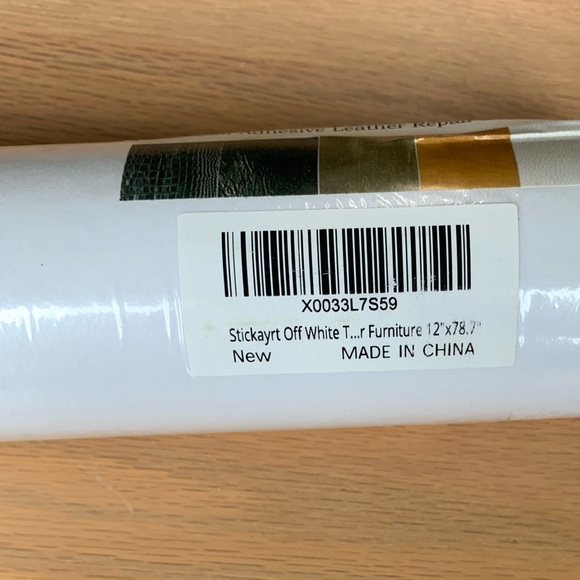 Adhesive Leather Repair
X0033L7S59
Stickayrt Off White T...r Furniture 12"x78.7"
New MADE IN CHINA